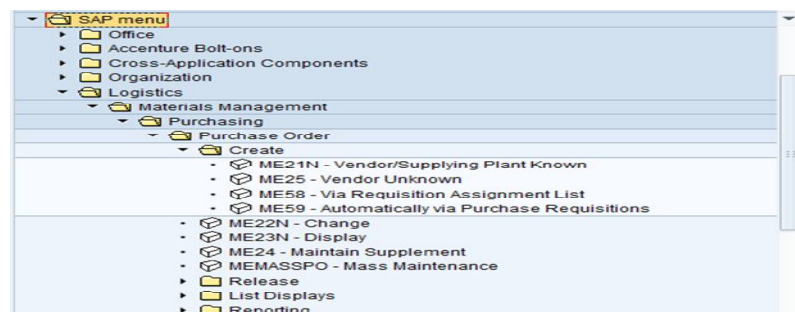 SAP menu
Office
Accenture Bolt-ons
Cross-Application Components
Organization
Logistics
Materials Management
Purchasing
Purchase Order
Create
ME21N - Vendor/Supplying Plant Known
ME25 - Vendor Unknown
ME58 - Via Requisition Assignment List
ME59 - Automatically via Purchase Requisitions
ME22N - Change
ME23N - Display
ME24 - Maintain Supplement
MEMASSPO - Mass Maintenance
Release
List Displays
Reporting